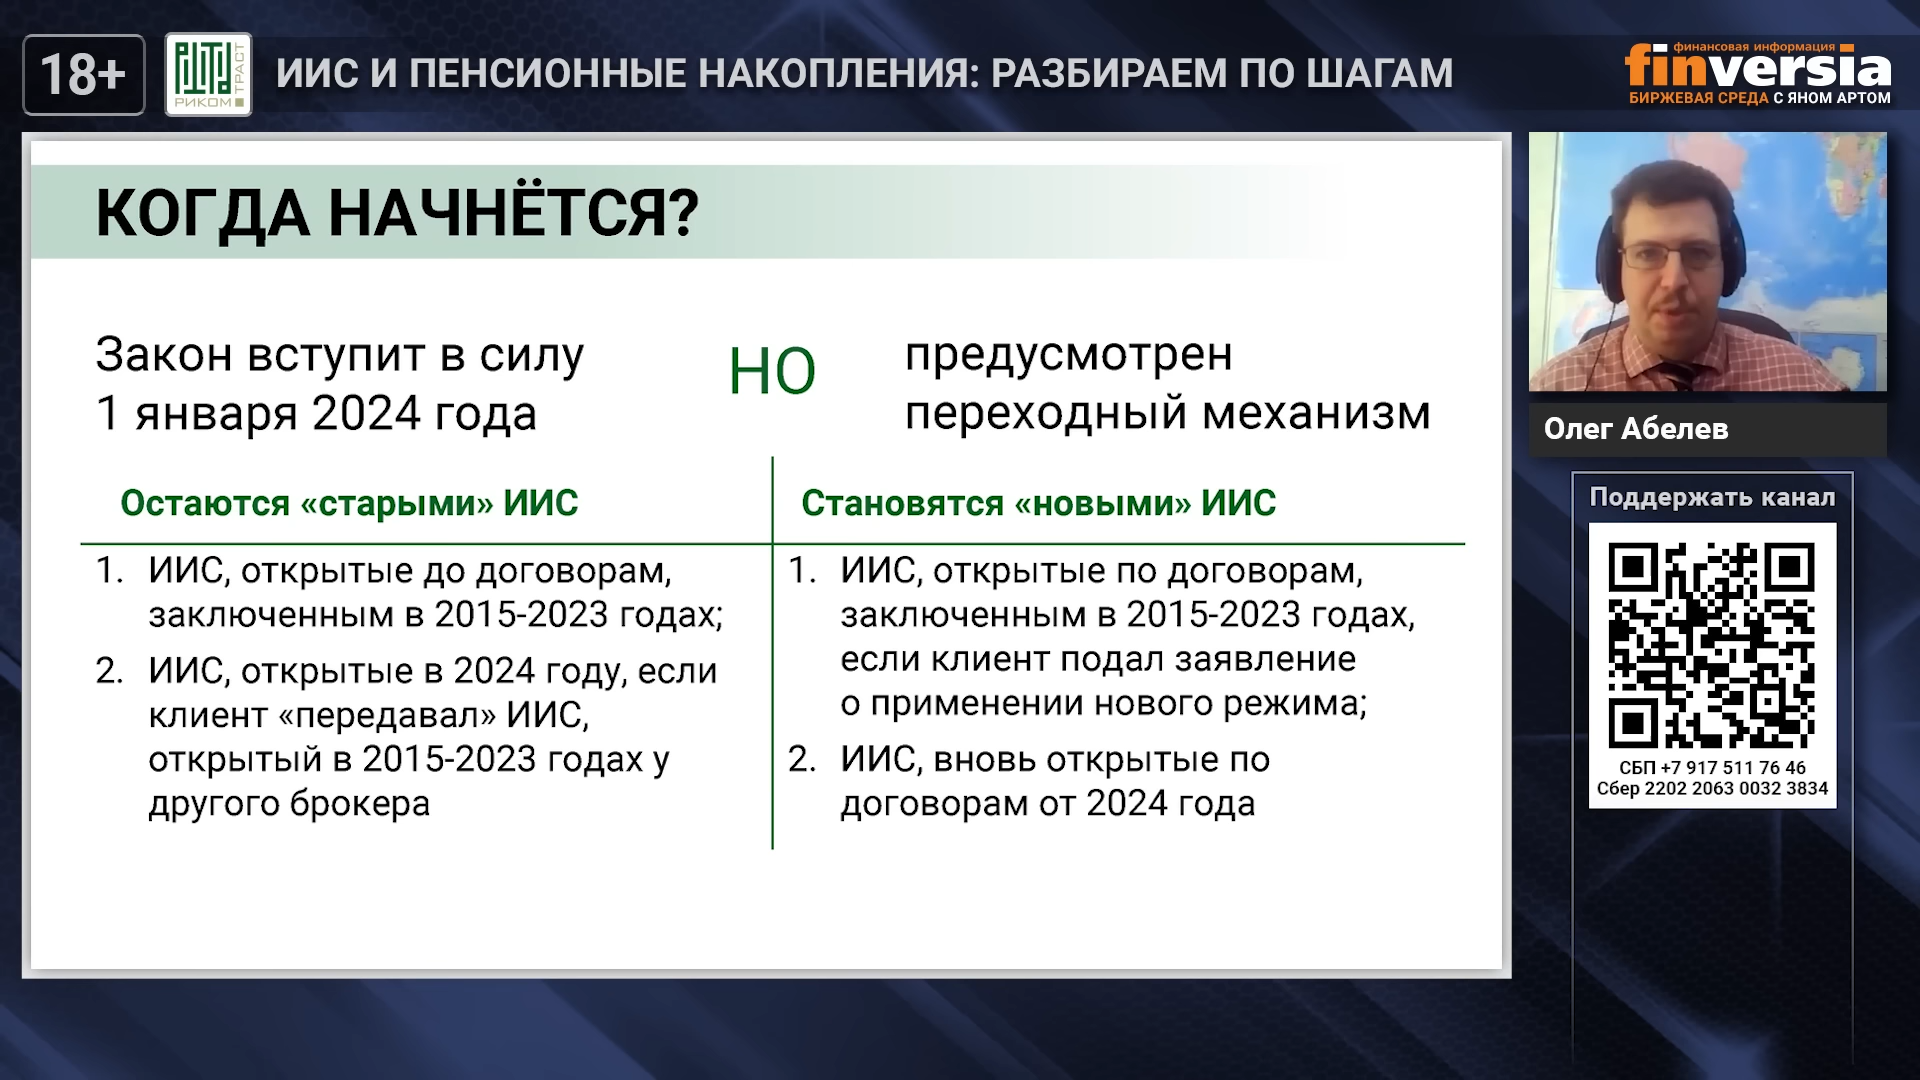 18+
РИКОМ
ТРАСТ
ИИС И ПЕНСИОННЫЕ НАКОПЛЕНИЯ: РАЗБИРАЕМ ПО ШАГАМ
финансовая информация
finversia
БИРЖЕВАЯ СРЕДА С ЯНОМ АРТОМ
КОГДА НАЧНЁТСЯ?
Закон вступит в силу
1 января 2024 года
НО
предусмотрен
переходный механизм
Остаются «старыми» ИИС
1. ИИС, открытые до договорам,
заключенным в 2015-2023 годах;
2. ИИС, открытые в 2024 году, если
клиент «передавал» ИИС,
открытый в 2015-2023 годах у
другого брокера
Становятся «новыми» ИИС
1. ИИС, открытые по договорам,
заключенным в 2015-2023 годах,
если клиент подал заявление
о применении нового режима;
2. ИИС, вновь открытые по
договорам от 2024 года
Олег Абелев
Поддержать канал
СБП +7 917 511 76 46
Сбер 2202 2063 0032 3834